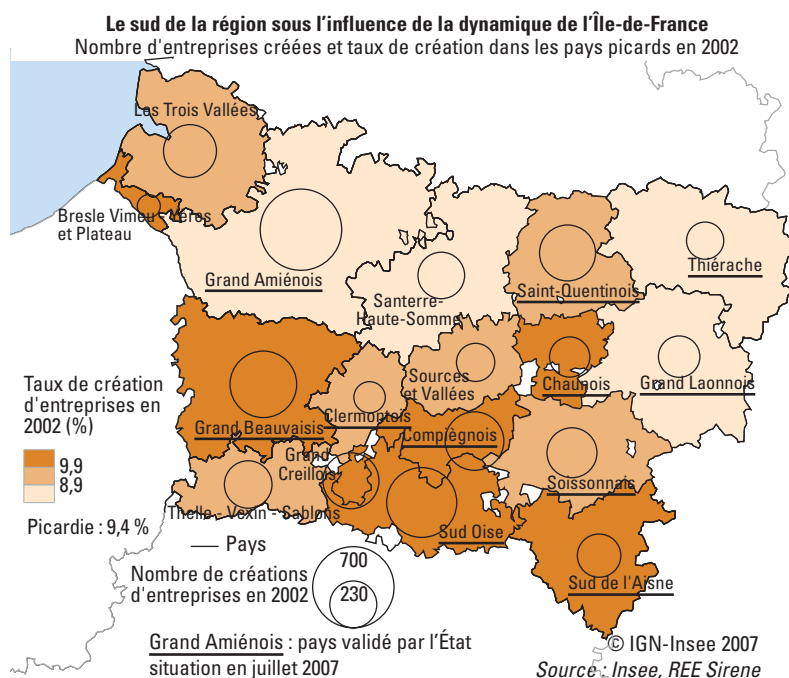 Le sud de la région sous l'influence de la dynamique de l'Île-de-France
Nombre d'entreprises créées et taux de création dans les pays picards en 2002
Les Trois Vallées
Bresle Vimeu - Yères
et Plateau
Grand Amiénois
Santerre-
Haute-Somme
Saint-Quentinois
Thiérache
Grand Beauvaisis
Clermontois
Sources
et Vallées
Chaunois
Grand Laonnois
Compiègnois
Grand
Creillois
Thelle - Vexin - Sablons
Soissonnais
Sud Oise
Sud de l'Aisne
Taux de création
d'entreprises en
2002 (%)
9,9
8,9
Picardie : 9,4 %
Pays
Nombre de créations
d'entreprises en 2002
700
230
Grand Amiénois : pays validé par l'État
situation en juillet 2007
© IGN-Insee 2007
Source : Insee, REE Sirene